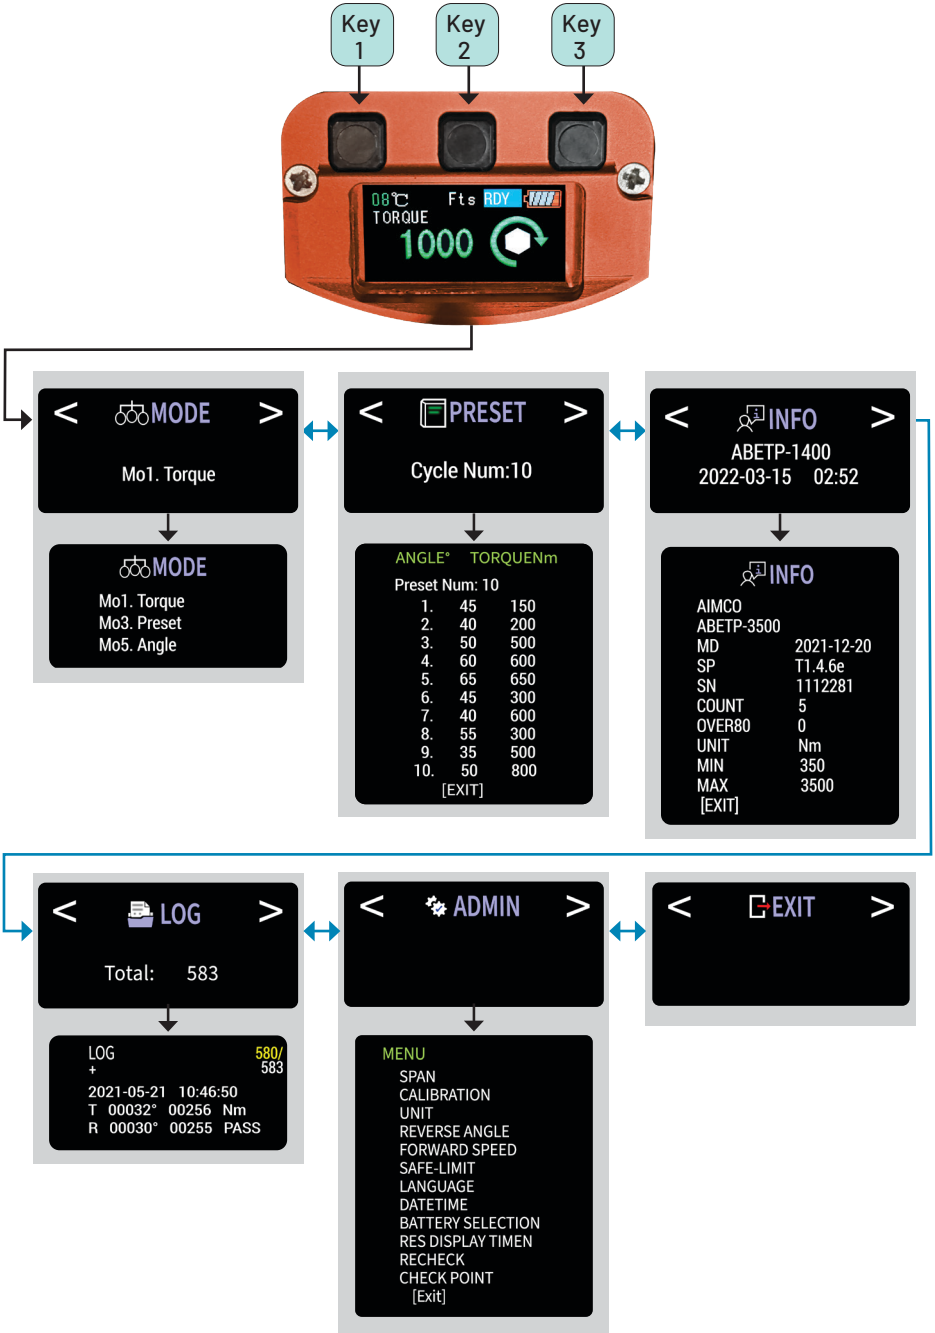 Key 1
Key 2
Key 3
08℃ Fts RDY
TORQUE
1000
< MODE >
Mo1. Torque
MODE
Mo1. Torque
Mo3. Preset
Mo5. Angle
< PRESET >
Cycle Num:10
ANGLE° TORQUENm
Preset Num: 10
1. 45 150
2. 40 200
3. 50 500
4. 60 600
5. 65 650
6. 45 300
7. 40 600
8. 55 300
9. 35 500
10. 50 800
[EXIT]
< INFO >
ABETP-1400
2022-03-15 02:52
INFO
AIMCO
ABETP-3500
MD 2021-12-20
SP T1.4.6e
SN 1112281
COUNT 5
OVER80 0
UNIT Nm
MIN 350
MAX 3500
[EXIT]
< LOG >
Total: 583
LOG 580/
+ 583
2021-05-21 10:46:50
T 00032° 00256 Nm
R 00030° 00255 PASS
< ADMIN >
MENU
SPAN
CALIBRATION
UNIT
REVERSE ANGLE
FORWARD SPEED
SAFE-LIMIT
LANGUAGE
DATETIME
BATTERY SELECTION
RES DISPLAY TIMEN
RECHECK
CHECK POINT
[Exit]
< EXIT >